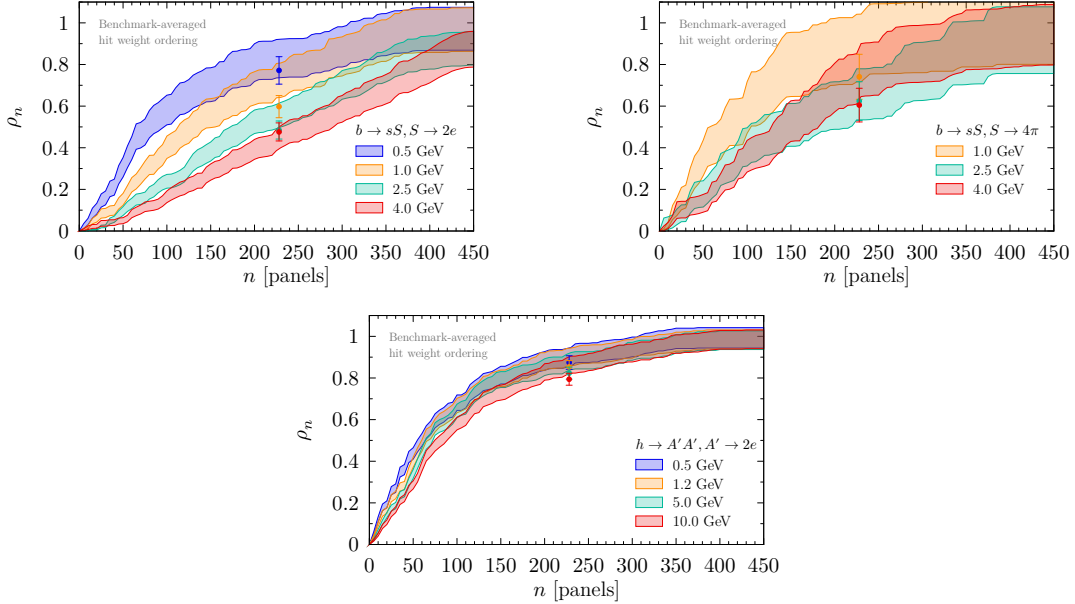 Benchmark-averaged
hit weight ordering
ρₙ
1
0.8
0.6
0.4
0.2
0
b → sS, S → 2e
0.5 GeV
1.0 GeV
2.5 GeV
4.0 GeV
0 50 100 150 200 250 300 350 400 450
n [panels]
Benchmark-averaged
hit weight ordering
ρₙ
1
0.8
0.6
0.4
0.2
0
b → sS, S → 4π
1.0 GeV
2.5 GeV
4.0 GeV
0 50 100 150 200 250 300 350 400 450
n [panels]
Benchmark-averaged
hit weight ordering
ρₙ
1
0.8
0.6
0.4
0.2
0
h → A′A′, A′ → 2e
0.5 GeV
1.2 GeV
5.0 GeV
10.0 GeV
0 50 100 150 200 250 300 350 400 450
n [panels]